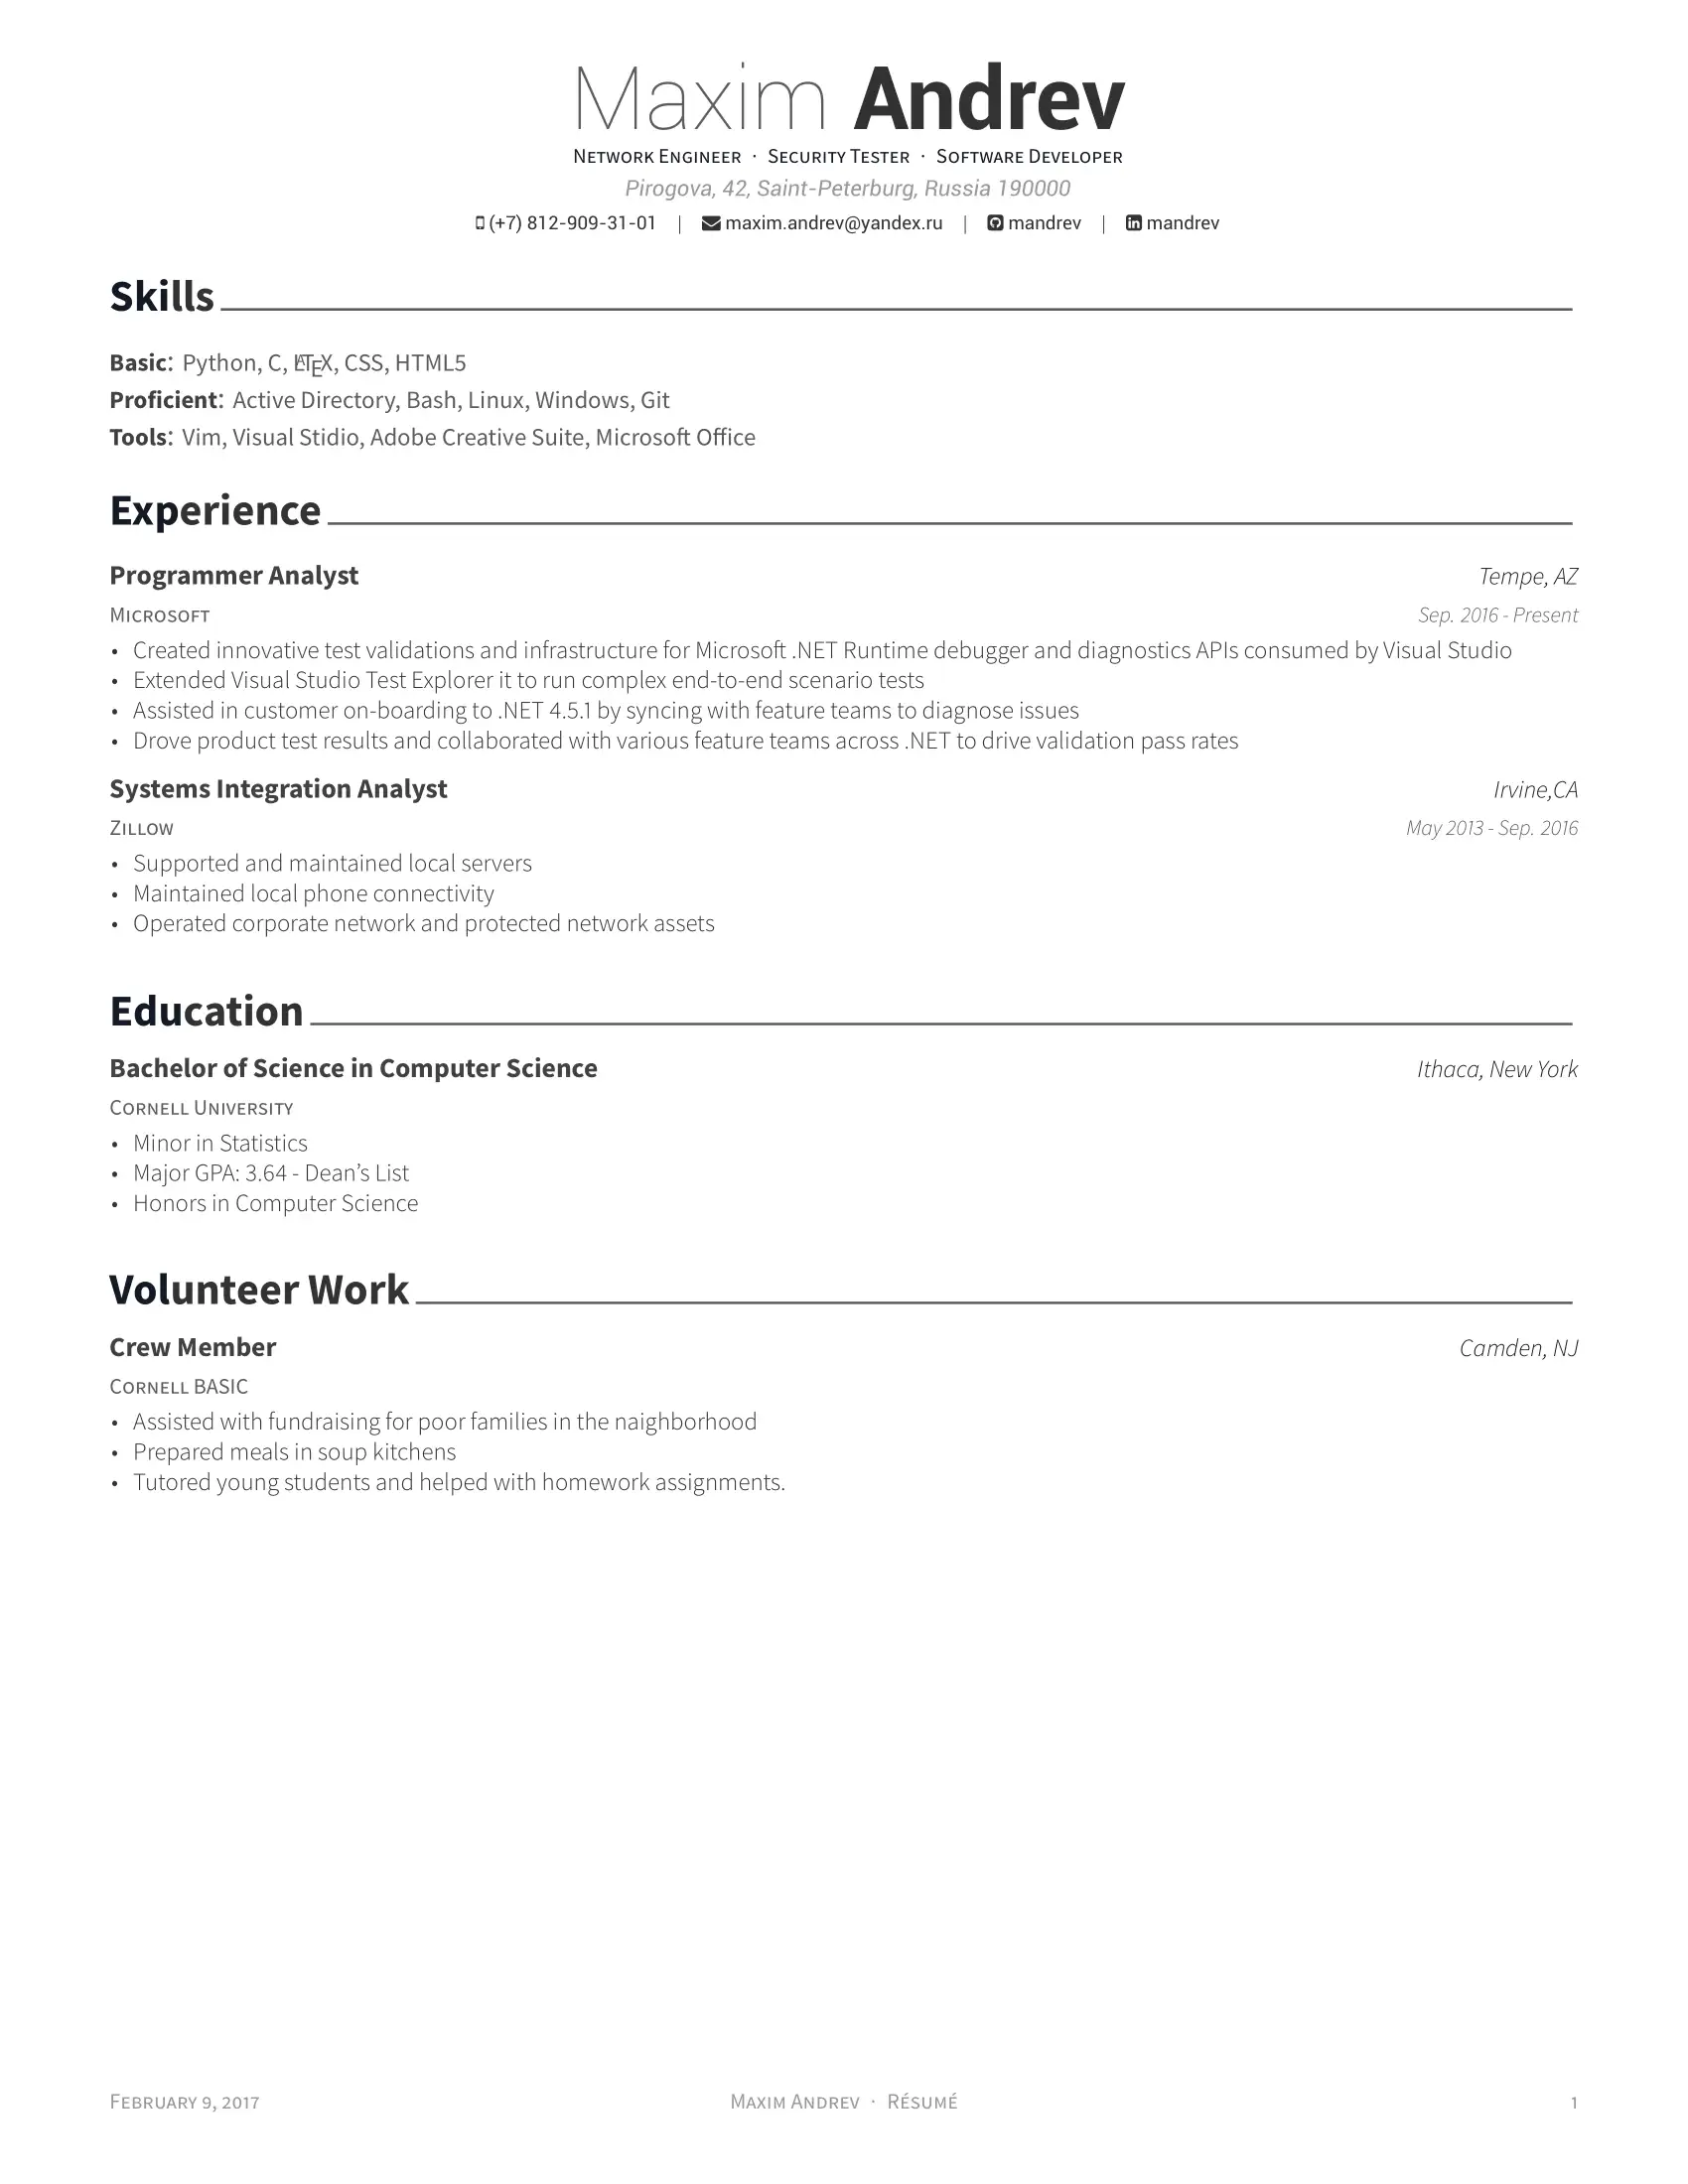 Maxim Andrev
Network Engineer · Security Tester · Software Developer
Pirogova, 42, Saint-Peterburg, Russia 190000
(+7) 812-909-31-01 | maxim.andrev@yandex.ru | mandrev | mandrev
Skills
Basic: Python, C, LATEX, CSS, HTML5
Proficient: Active Directory, Bash, Linux, Windows, Git
Tools: Vim, Visual Stidio, Adobe Creative Suite, Microsoft Office
Experience
Programmer Analyst Tempe, AZ
Microsoft Sep. 2016 - Present
• Created innovative test validations and infrastructure for Microsoft .NET Runtime debugger and diagnostics APIs consumed by Visual Studio
• Extended Visual Studio Test Explorer it to run complex end-to-end scenario tests
• Assisted in customer on-boarding to .NET 4.5.1 by syncing with feature teams to diagnose issues
• Drove product test results and collaborated with various feature teams across .NET to drive validation pass rates
Systems Integration Analyst Irvine,CA
Zillow May 2013 - Sep. 2016
• Supported and maintained local servers
• Maintained local phone connectivity
• Operated corporate network and protected network assets
Education
Bachelor of Science in Computer Science Ithaca, New York
Cornell University
• Minor in Statistics
• Major GPA: 3.64 - Dean’s List
• Honors in Computer Science
Volunteer Work
Crew Member Camden, NJ
Cornell BASIC
• Assisted with fundraising for poor families in the naighborhood
• Prepared meals in soup kitchens
• Tutored young students and helped with homework assignments.
February 9, 2017 Maxim Andrev · Résumé 1